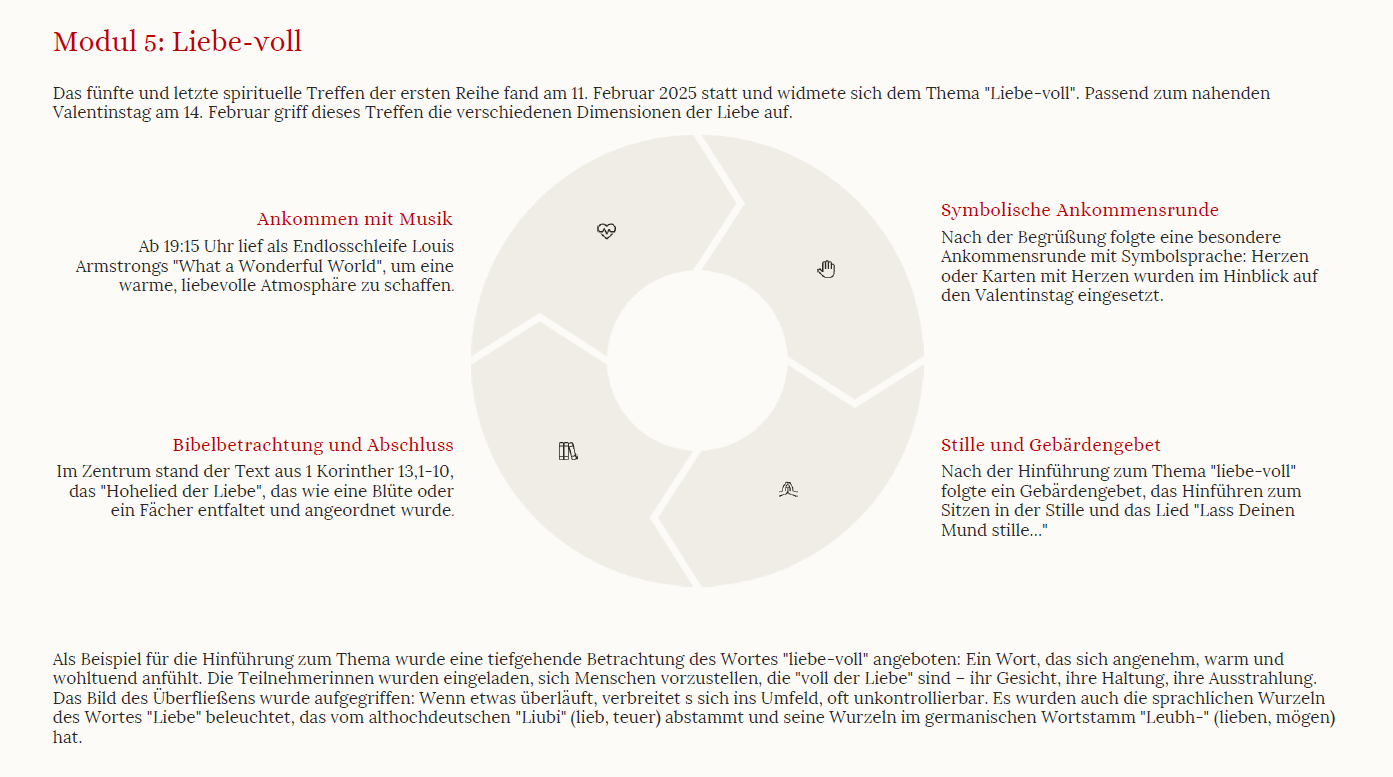 Modul 5: Liebe-voll
Das fünfte und letzte spirituelle Treffen der ersten Reihe fand am 11. Februar 2025 statt und widmete sich dem Thema "Liebe-voll". Passend zum nahenden
Valentinstag am 14. Februar griff dieses Treffen die verschiedenen Dimensionen der Liebe auf.
Ankommen mit Musik
Ab 19:15 Uhr lief als Endlosschleife Louis
Armstrongs "What a Wonderful World", um eine
warme, liebevolle Atmosphäre zu schaffen.
Symbolische Ankommensrunde
Nach der Begrüßung folgte eine besondere
Ankommensrunde mit Symbolsprache: Herzen
oder Karten mit Herzen wurden im Hinblick auf
den Valentinstag eingesetzt.
Bibelbetrachtung und Abschluss
Im Zentrum stand der Text aus 1 Korinther 13,1-10,
das "Hohelied der Liebe", das wie eine Blüte oder
ein Fächer entfaltet und angeordnet wurde.
Stille und Gebärdengebet
Nach der Hinführung zum Thema "liebe-voll"
folgte ein Gebärdengebet, das Hinführen zum
Sitzen in der Stille und das Lied "Lass Deinen
Mund stille..."
Als Beispiel für die Hinführung zum Thema wurde eine tiefgehende Betrachtung des Wortes "liebe-voll" angeboten: Ein Wort, das sich angenehm, warm und
wohltuend anfühlt. Die Teilnehmerinnen wurden eingeladen, sich Menschen vorzustellen, die "voll der Liebe" sind – ihr Gesicht, ihre Haltung, ihre Ausstrahlung.
Das Bild des Überfließens wurde aufgegriffen: Wenn etwas überläuft, verbreitet s sich ins Umfeld, oft unkontrollierbar. Es wurden auch die sprachlichen Wurzeln
des Wortes "Liebe" beleuchtet, das vom althochdeutschen "Liubi" (lieb, teuer) abstammt und seine Wurzeln im germanischen Wortstamm "Leubh-" (lieben, mögen)
hat.